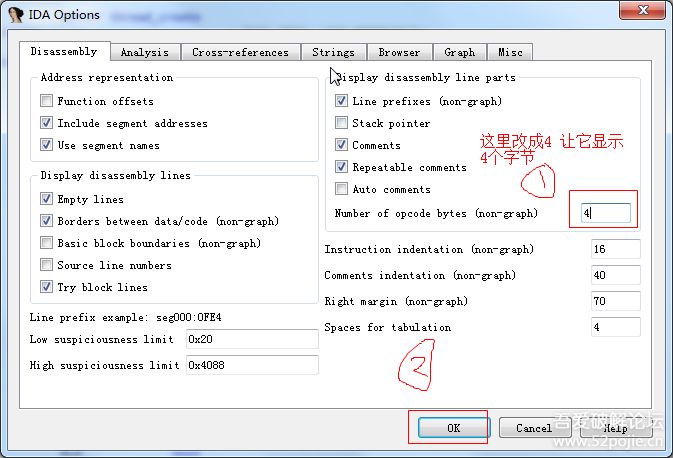 IDA Options
Disassembly Analysis Cross-references Strings Browser Graph Misc
Address representation
Function offsets
Include segment addresses
Use segment names
Display disassembly lines
Empty lines
Borders between data/code (non-graph)
Basic block boundaries (non-graph)
Source line numbers
Try block lines
Line prefix example: seg000:0FE4
Low suspiciousness limit 0x20
High suspiciousness limit 0x4088
Display disassembly line parts
Line prefixes (non-graph)
Stack pointer
Comments
Repeatable comments
Auto comments
Number of opcode bytes (non-graph) 4
这里改成4 让它显示
4个字节
1
Instruction indentation (non-graph) 16
Comments indentation (non-graph) 40
Right margin (non-graph) 70
Spaces for tabulation 4
2
OK Cancel Help
吾爱破解论坛
www.52pojie.cn